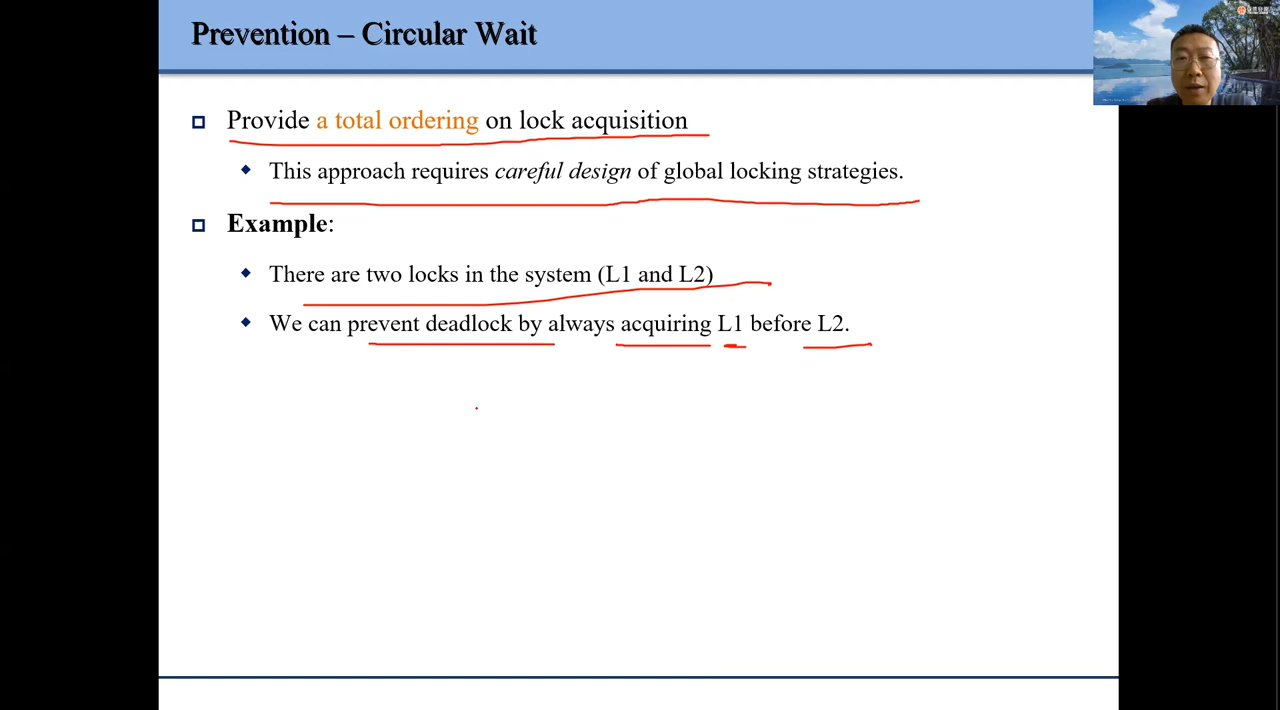 Prevention – Circular Wait
Provide a total ordering on lock acquisition
This approach requires careful design of global locking strategies.
Example:
There are two locks in the system (L1 and L2)
We can prevent deadlock by always acquiring L1 before L2.